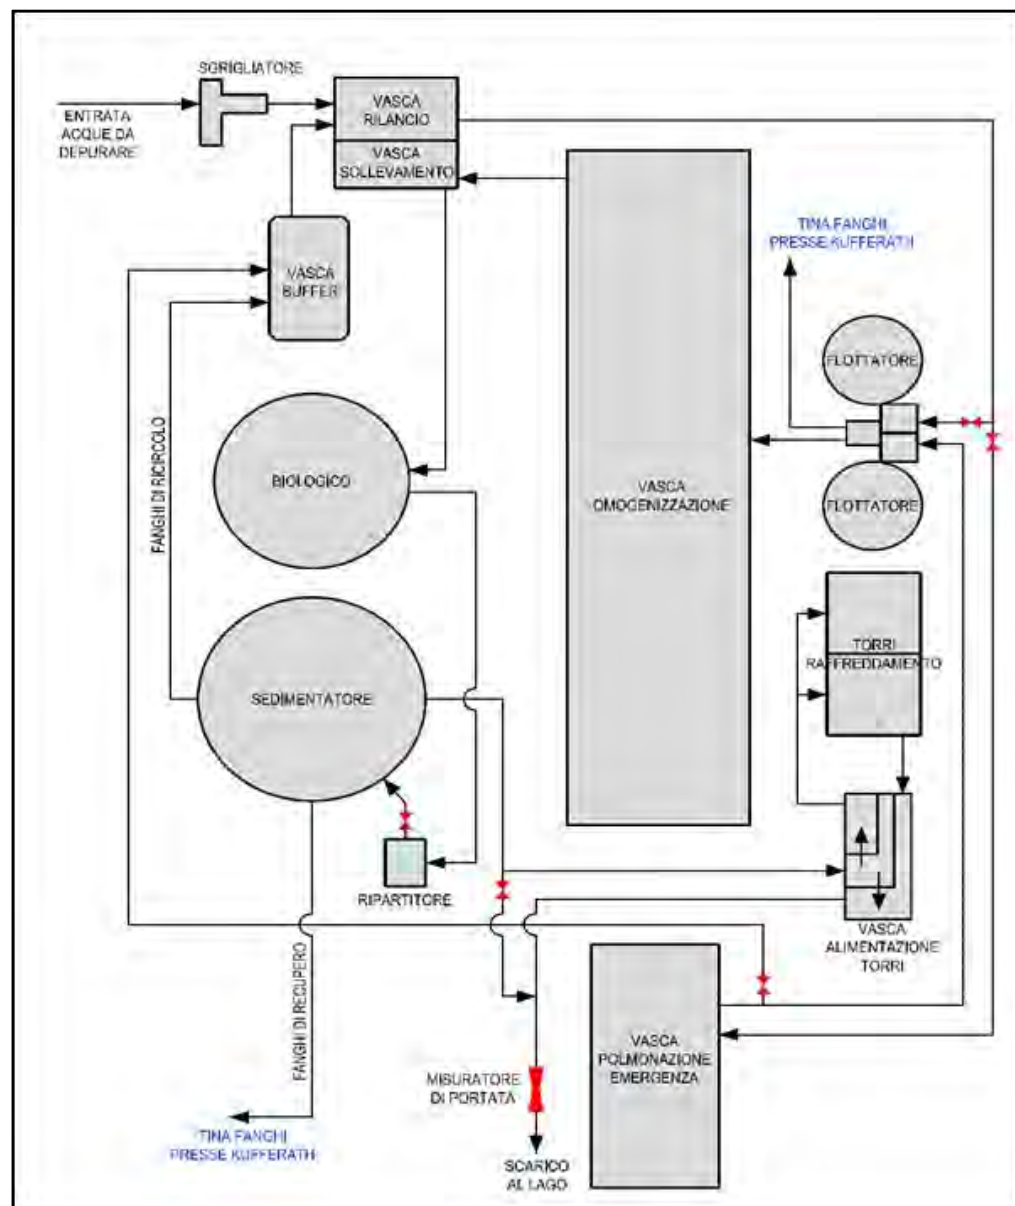 SGRIGLIATORE
ENTRATA
ACQUE DA
DEPURARE
VASCA
RILANCIO
VASCA
SOLLEVAMENTO
TINA FANGHI
PRESSE KUFFERATH
VASCA
BUFFER
FLOTTATORE
FANGHI DI RICIRCOLO
BIOLOGICO
VASCA
OMOGENIZZAZIONE
FLOTTATORE
TORRI
RAFFREDDAMENTO
SEDIMENTATORE
RIPARTITORE
VASCA
ALIMENTAZIONE
TORRI
FANGHI DI RECUPERO
VASCA
POLMONAZIONE
EMERGENZA
MISURATORE
DI PORTATA
TINA FANGHI
PRESSE KUFFERATH
SCARICO
AL LAGO